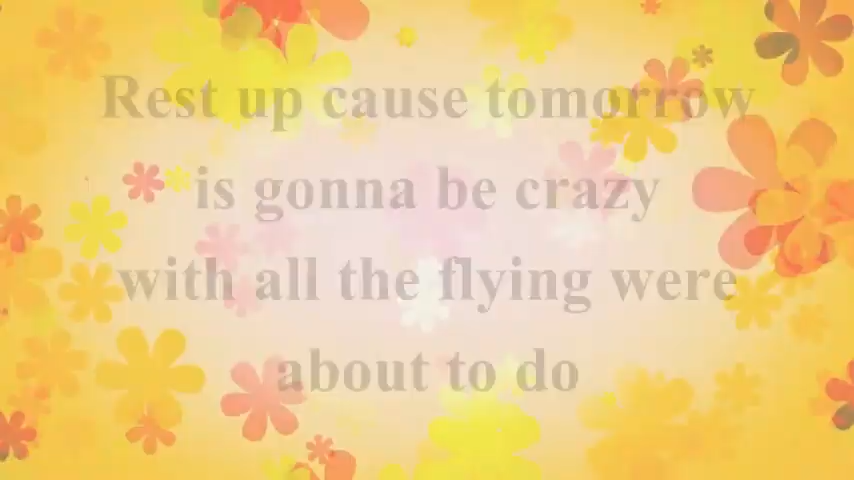 Rest up cause tomorrow
is gonna be crazy
with all the flying were
about to do